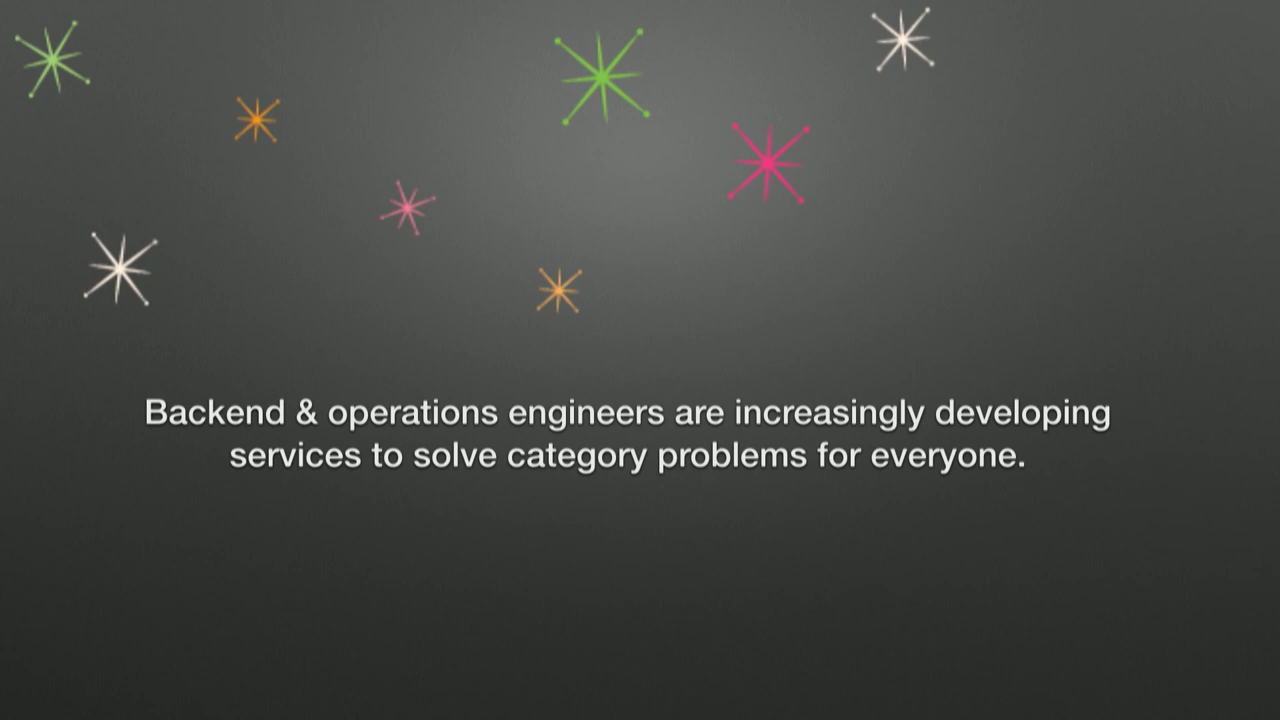 Backend & operations engineers are increasingly developing
services to solve category problems for everyone.